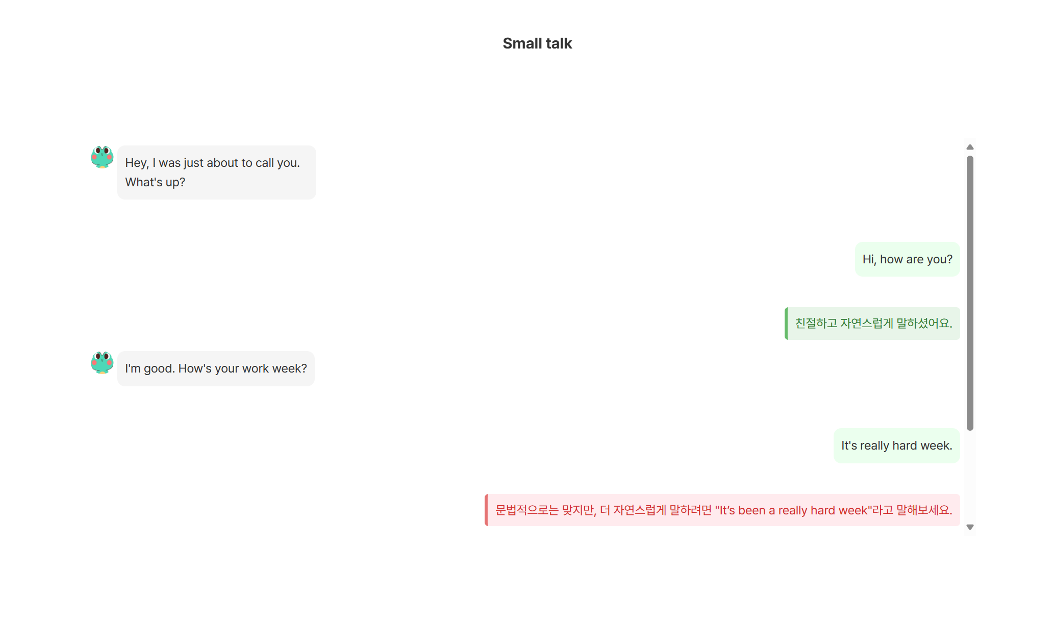 Small talk
Hey, I was just about to call you.
What's up?
Hi, how are you?
친절하고 자연스럽게 말하셨어요.
I'm good. How's your work week?
It's really hard week.
문법적으로는 맞지만, 더 자연스럽게 말하려면 "It's been a really hard week"라고 말해보세요.